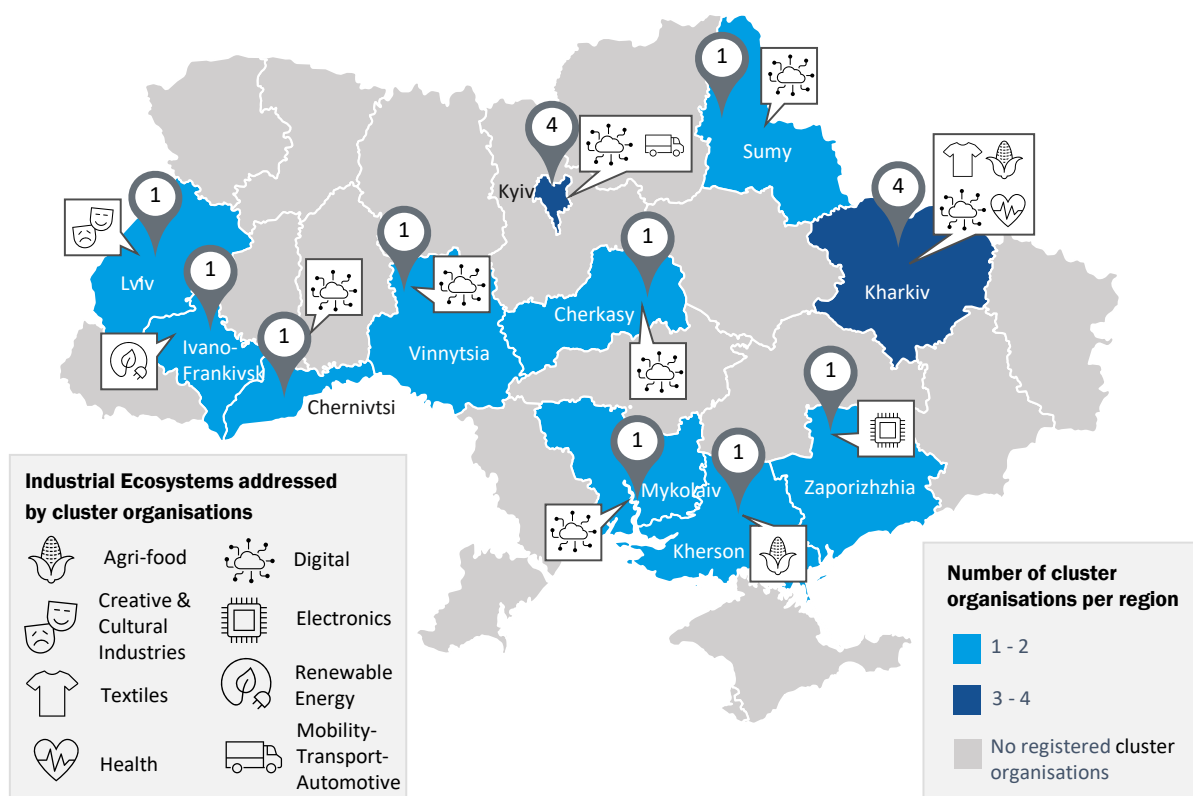 1
Sumy
4
Kyiv
4
Kharkiv
1
Lviv
1
Ivano-
Frankivsk
1
Chernivtsi
1
Vinnytsia
1
Cherkasy
1
Zaporizhzhia
1
Mykolaiv
1
Kherson
Industrial Ecosystems addressed
by cluster organisations
Agri-food
Digital
Creative &
Cultural
Industries
Electronics
Textiles
Renewable
Energy
Health
Mobility-
Transport-
Automotive
Number of cluster
organisations per region
1 - 2
3 - 4
No registered cluster
organisations